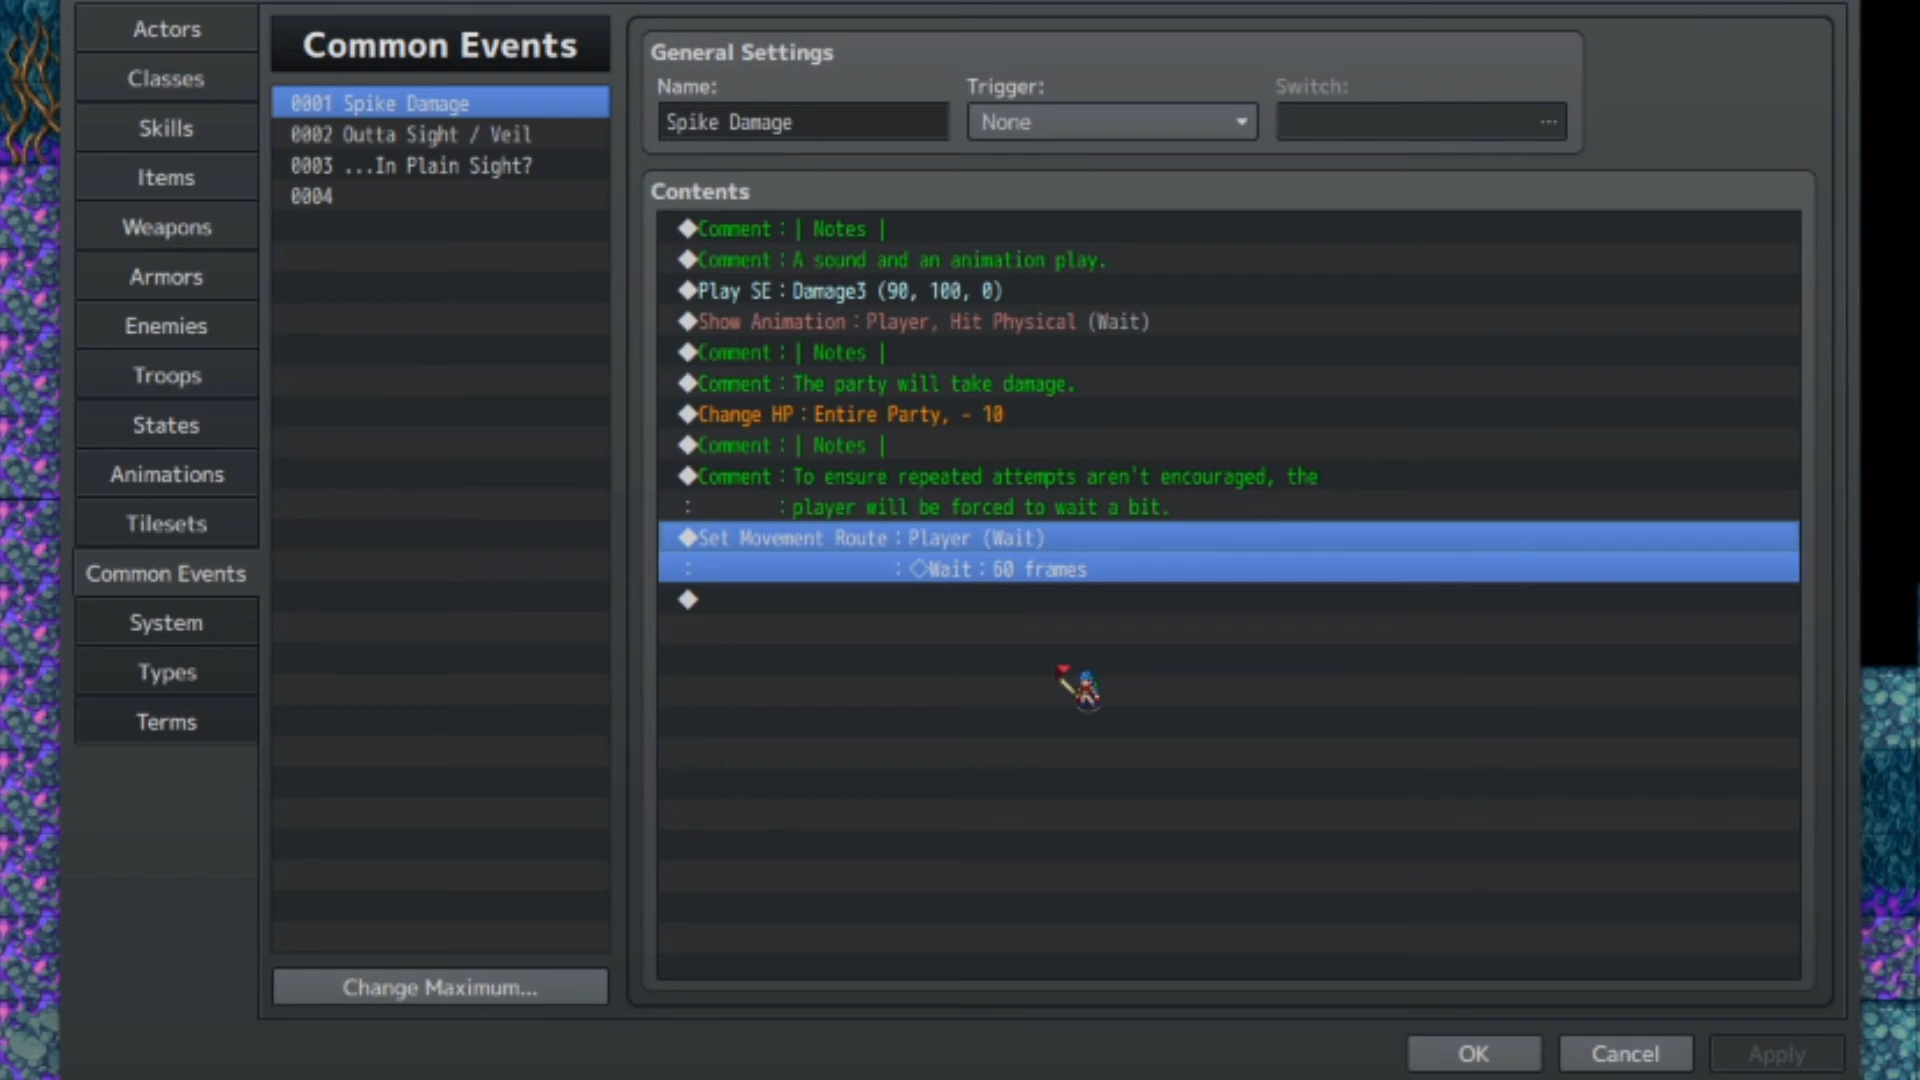 Actors
Classes
Skills
Items
Weapons
Armors
Enemies
Troops
States
Animations
Tilesets
Common Events
System
Types
Terms
Common Events
0001 Spike Damage
0002 Outta Sight / Veil
0003 ...In Plain Sight?
0004
Change Maximum...
General Settings
Name:
Trigger:
Switch:
Spike Damage
None
...
Contents
◆Comment：| Notes |
◆Comment：A sound and an animation play.
◆Play SE：Damage3 (90, 100, 0)
◆Show Animation：Player, Hit Physical (Wait)
◆Comment：| Notes |
◆Comment：The party will take damage.
◆Change HP：Entire Party, - 10
◆Comment：| Notes |
◆Comment：To ensure repeated attempts aren't encouraged, the
：　　　：player will be forced to wait a bit.
◆Set Movement Route：Player (Wait)
：　　　：◇Wait：60 frames
◆
OK
Cancel
Apply